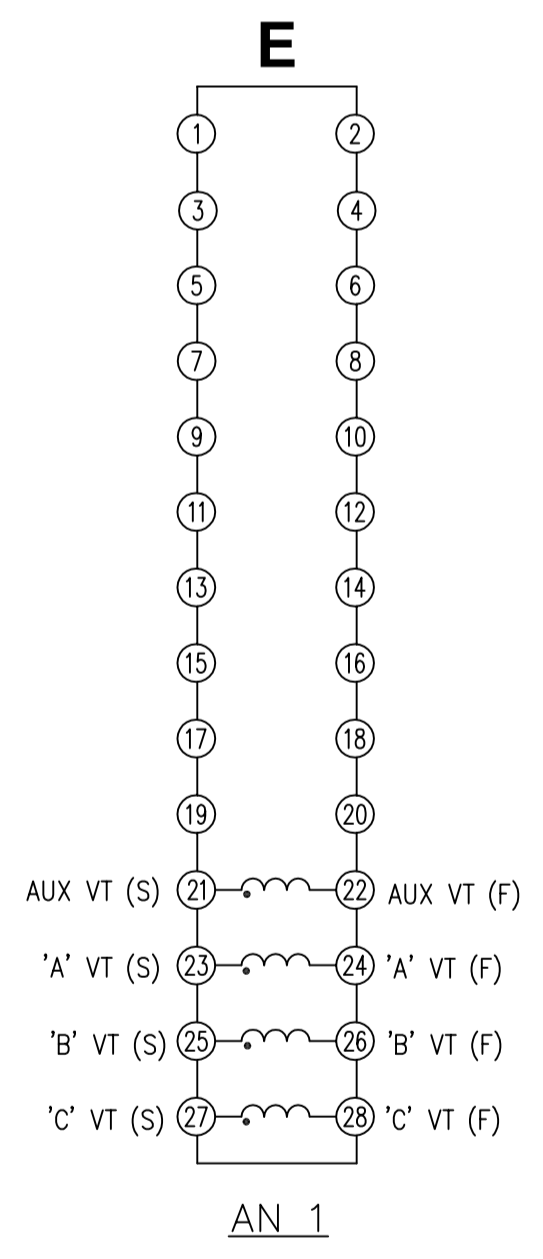 E
1 2
3 4
5 6
7 8
9 10
11 12
13 14
15 16
17 18
19 20
AUX VT (S) 21 22 AUX VT (F)
'A' VT (S) 23 24 'A' VT (F)
'B' VT (S) 25 26 'B' VT (F)
'C' VT (S) 27 28 'C' VT (F)
AN 1